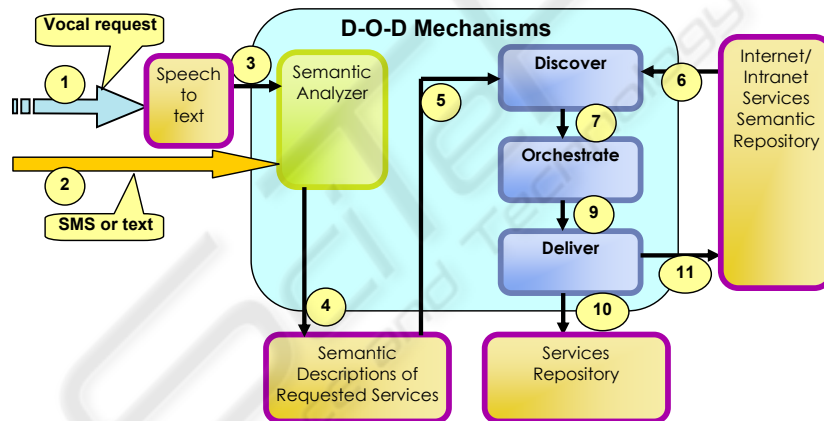 Vocal request
D-O-D Mechanisms
1
Speech
to
text
3
Semantic
Analyzer
5
Discover
6
Internet/
Intranet
Services
Semantic
Repository
7
Orchestrate
2
SMS or text
9
Deliver
11
4
10
Semantic
Descriptions of
Requested Services
Services
Repository